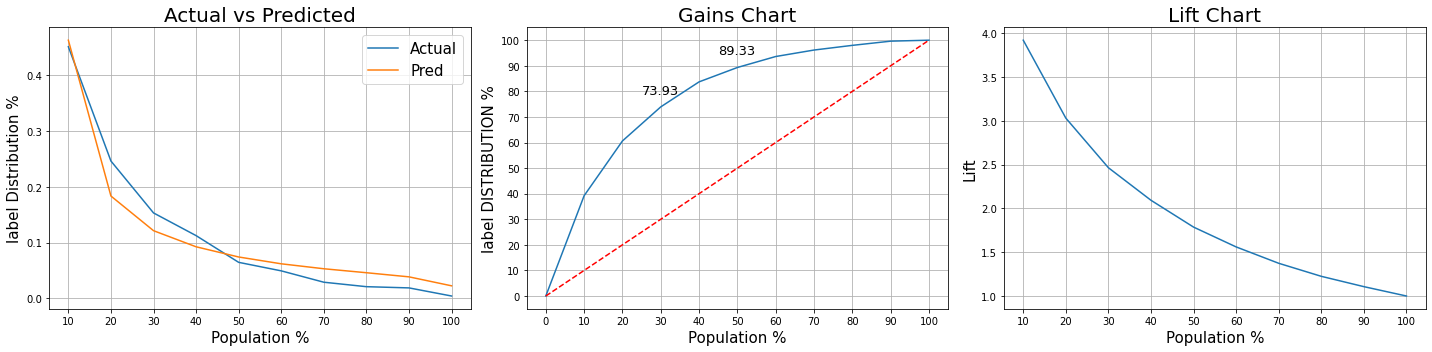 Actual vs Predicted
label Distribution %
0.4
0.3
0.2
0.1
0.0
Actual
Pred
10 20 30 40 50 60 70 80 90 100
Population %
Gains Chart
label DISTRIBUTION %
100
90
80
70
60
50
40
30
20
10
0
89.33
73.93
0 10 20 30 40 50 60 70 80 90 100
Population %
Lift Chart
Lift
4.0
3.5
3.0
2.5
2.0
1.5
1.0
10 20 30 40 50 60 70 80 90 100
Population %